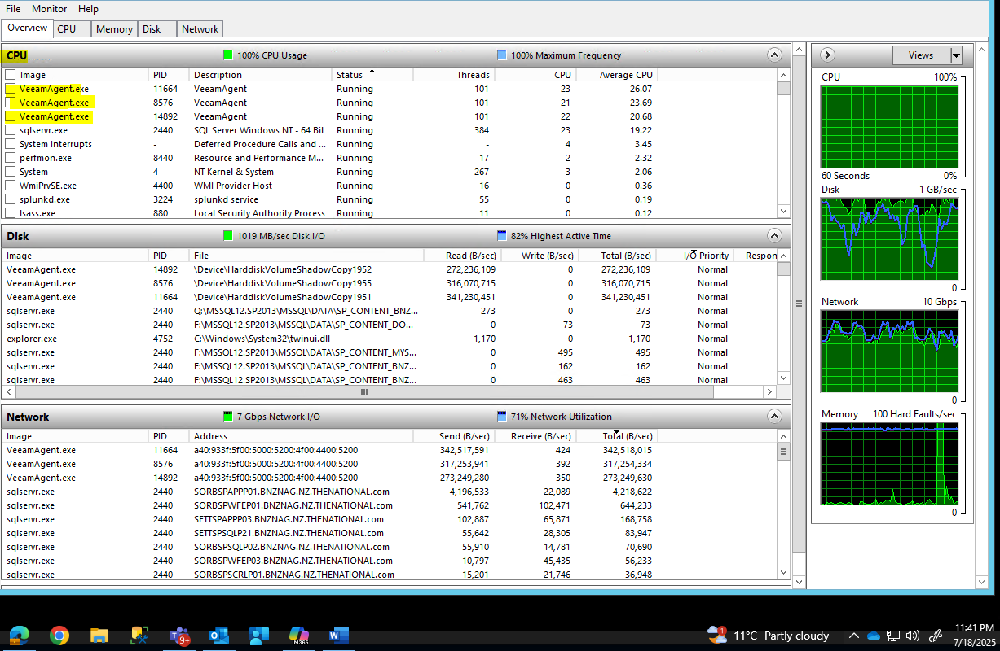 File Monitor Help
Overview CPU Memory Disk Network
CPU 100% CPU Usage 100% Maximum Frequency
Image PID Description Status Threads CPU Average CPU
VeeamAgent.exe 11664 VeeamAgent Running 101 23 26.07
VeeamAgent.exe 8576 VeeamAgent Running 101 21 23.69
VeeamAgent.exe 14892 VeeamAgent Running 101 22 20.68
sqlservr.exe 2440 SQL Server Windows NT - 64 Bit Running 384 23 19.22
System Interrupts - Deferred Procedure Calls and ... Running - 4 3.45
perfmon.exe 8440 Resource and Performance M... Running 17 2 2.32
System 4 NT Kernel & System Running 267 3 2.06
WmiPrvSE.exe 4400 WMI Provider Host Running 16 0 0.36
splunkd.exe 3224 splunkd service Running 55 0 0.19
lsass.exe 880 Local Security Authority Process Running 11 0 0.12
Disk 1019 MB/sec Disk I/O 82% Highest Active Time
Image PID File Read (B/sec) Write (B/sec) Total (B/sec) I/O Priority Respon
VeeamAgent.exe 14892 \Device\HarddiskVolumeShadowCopy1952 272,236,109 0 272,236,109 Normal
VeeamAgent.exe 8576 \Device\HarddiskVolumeShadowCopy1955 316,070,715 0 316,070,715 Normal
VeeamAgent.exe 11664 \Device\HarddiskVolumeShadowCopy1951 341,230,451 0 341,230,451 Normal
sqlservr.exe 2440 Q:\MSSQL12.SP2013\MSSQL\DATA\SP_CONTENT_BNZ... 273 0 273 Normal
sqlservr.exe 2440 F:\MSSQL12.SP2013\MSSQL\DATA\SP_CONTENT_DO... 0 73 73 Normal
explorer.exe 4752 C:\Windows\System32\twinui.dll 1,170 0 1,170 Normal
sqlservr.exe 2440 F:\MSSQL12.SP2013\MSSQL\DATA\SP_CONTENT_MYS... 0 495 495 Normal
sqlservr.exe 2440 F:\MSSQL12.SP2013\MSSQL\DATA\SP_CONTENT_BNZ... 0 162 162 Normal
sqlservr.exe 2440 F:\MSSQL12.SP2013\MSSQL\DATA\SP_CONTENT_BNZ... 0 463 463 Normal
Network 7 Gbps Network I/O 71% Network Utilization
Image PID Address Send (B/sec) Receive (B/sec) Total (B/sec)
VeeamAgent.exe 11664 a40:933f:5f00:5000:5200:4f00:4400:5200 342,517,591 424 342,518,015
VeeamAgent.exe 8576 a40:933f:5f00:5000:5200:4f00:4400:5200 317,253,941 392 317,254,334
VeeamAgent.exe 14892 a40:933f:5f00:5000:5200:4f00:4400:5200 273,249,280 350 273,249,630
sqlservr.exe 2440 SORBSPAPPP01.BNZNAG.NZ.THENATIONAL.com 4,196,533 22,089 4,218,622
sqlservr.exe 2440 SORBSPWFEP01.BNZNAG.NZ.THENATIONAL.com 541,762 102,471 644,233
sqlservr.exe 2440 SETTSPAPPP03.BNZNAG.NZ.THENATIONAL.com 102,887 65,871 168,758
sqlservr.exe 2440 SETTSPSQLP21.BNZNAG.NZ.THENATIONAL.com 55,642 28,305 83,947
sqlservr.exe 2440 SORBSPSQLP02.BNZNAG.NZ.THENATIONAL.com 55,910 14,781 70,690
sqlservr.exe 2440 SORBSPWFEP03.BNZNAG.NZ.THENATIONAL.com 10,797 45,435 56,233
sqlservr.exe 2440 SORBSPSCRLP01.BNZNAG.NZ.THENATIONAL.com 15,201 21,746 36,948
Views
CPU 100%
60 Seconds 0%
Disk 1 GB/sec
0
Network 10 Gbps
0
Memory 100 Hard Faults/sec
0
9+
M365
1
11°C Partly cloudy
11:41 PM
7/18/2025